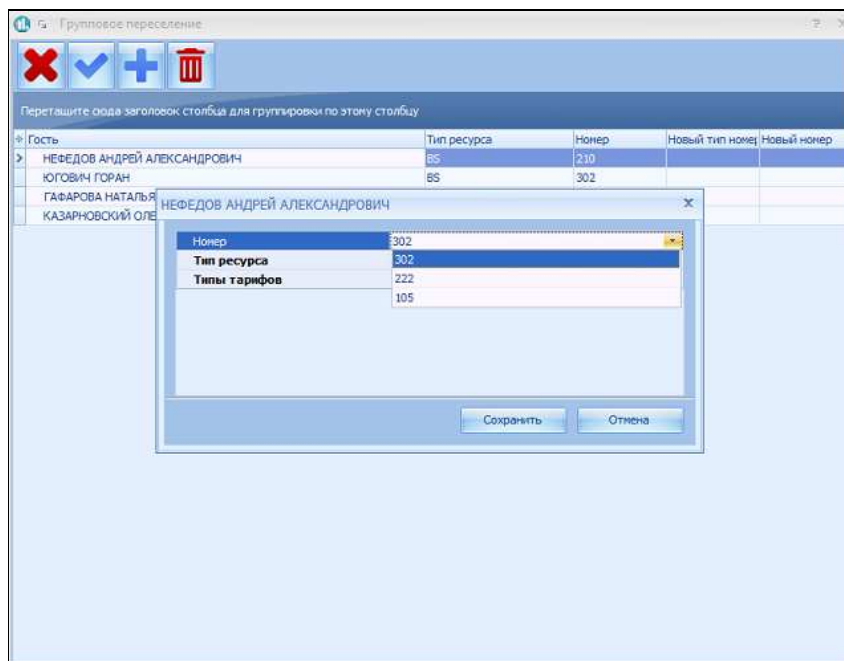 Групповое переселение
Перетащите сюда заголовок столбца для группировки по этому столбцу
Гость Тип ресурса Номер Новый тип номер Новый номер
НЕФЕДОВ АНДРЕЙ АЛЕКСАНДРОВИЧ BS 210
ЮГОВИЧ ГОРАН BS 302
ГАФАРОВА НАТАЛЬЯ
КАЗАРНОВСКИЙ ОЛЕ
НЕФЕДОВ АНДРЕЙ АЛЕКСАНДРОВИЧ
Номер 302
Тип ресурса 302
Типы тарифов 222
105
Сохранить Отмена